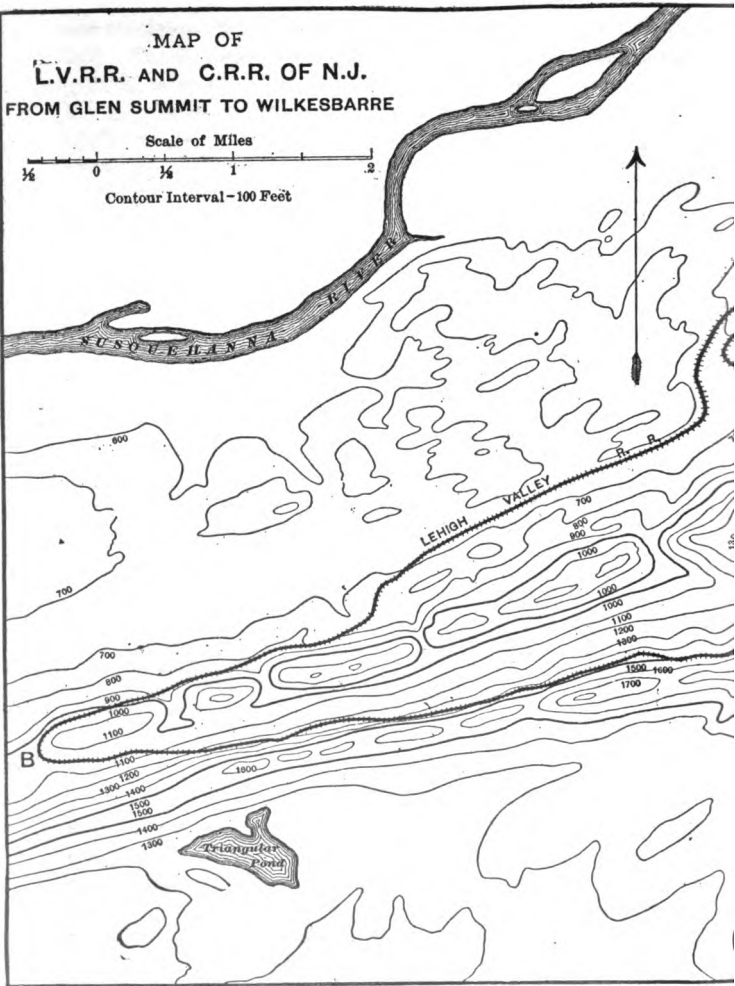 MAP OF
L.V.R.R. AND C.R.R. OF N.J.
FROM GLEN SUMMIT TO WILKESBARRE
Scale of Miles
½ 0 ½ 1 2
Contour Interval-100 Feet
SUSQUEHANNA RIVER
600
LEHIGH VALLEY R. R.
700
800
900
1000
700
1000
1000
1100
1200
1300
700
800
900
1000
1100
1500
1600
1700
B
1100
1200
1300
1400
1500
1500
1400
1300
1600
Triangular
Pond